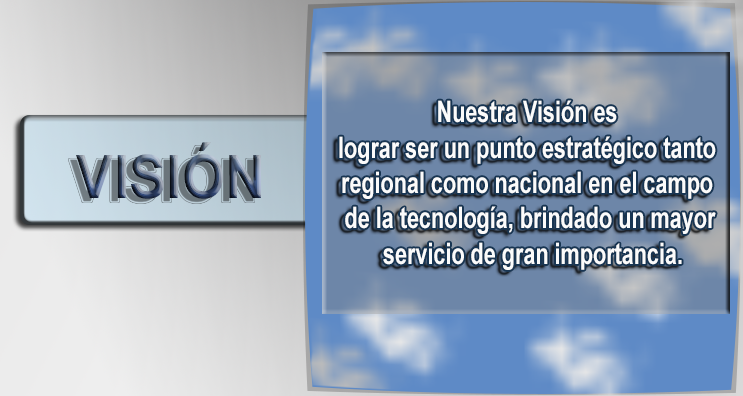 VISIÓN
Nuestra Visión es
lograr ser un punto estratégico tanto
regional como nacional en el campo
de la tecnología, brindado un mayor
servicio de gran importancia.